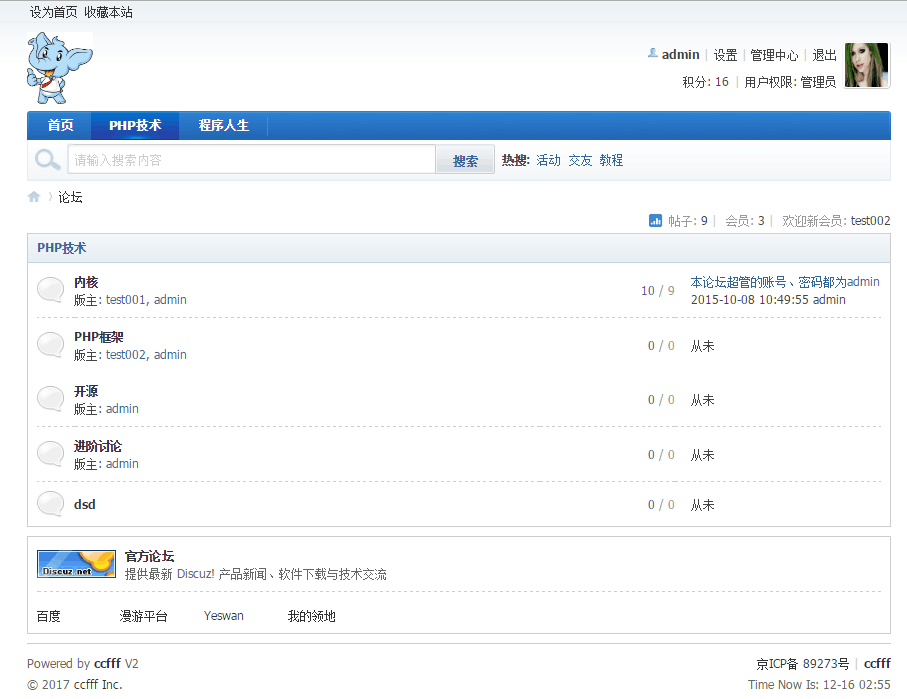 设为首页 收藏本站
admin | 设置 | 管理中心 | 退出
积分: 16 | 用户权限: 管理员
首页 PHP技术 程序人生
请输入搜索内容 搜索 热搜: 活动 交友 教程
论坛
帖子: 9 | 会员: 3 | 欢迎新会员: test002
PHP技术
内核
版主: test001, admin
10 / 9
本论坛超管的账号、密码都为admin
2015-10-08 10:49:55 admin
PHP框架
版主: test002, admin
0 / 0 从未
开源
版主: admin
0 / 0 从未
进阶讨论
版主: admin
0 / 0 从未
dsd 0 / 0 从未
Discuz.net
官方论坛
提供最新 Discuz! 产品新闻、软件下载与技术交流
百度 漫游平台 Yeswan 我的领地
Powered by ccfff V2
© 2017 ccfff Inc.
京ICP备 89273号 | ccfff
Time Now Is: 12-16 02:55